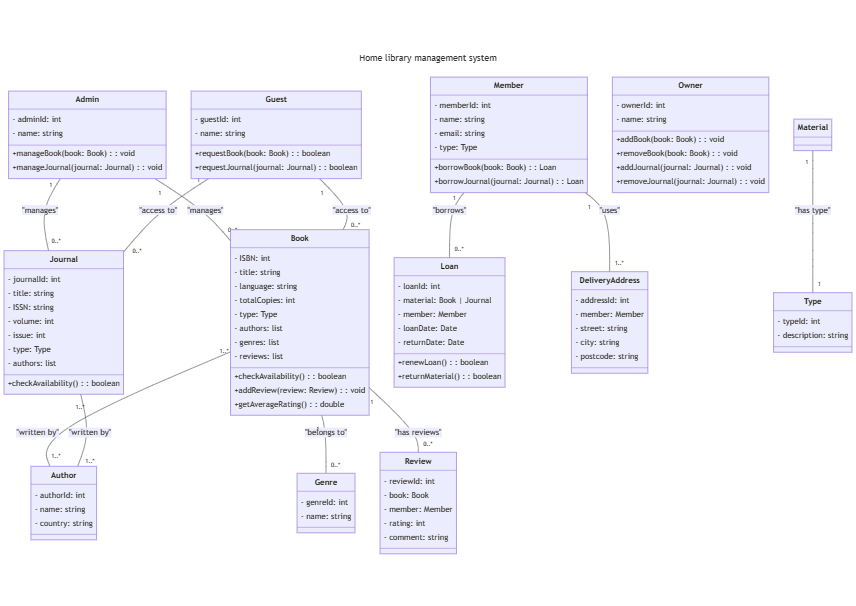 Home library management system
Admin
- adminId: int
- name: string
+manageBook(book: Book) : : void
+manageJournal(journal: Journal) : : void
Guest
- guestId: int
- name: string
+requestBook(book: Book) : : boolean
+requestJournal(journal: Journal) : : boolean
Member
- memberId: int
- name: string
- email: string
- type: Type
+borrowBook(book: Book) : : Loan
+borrowJournal(journal: Journal) : : Loan
Owner
- ownerId: int
- name: string
+addBook(book: Book) : : void
+removeBook(book: Book) : : void
+addJournal(journal: Journal) : : void
+removeJournal(journal: Journal) : : void
Material
1
1
1
1
1
1
1
"manages"
"access to"
"manages"
"access to"
"borrows"
"uses"
"has type"
0..*
0..*
0..*
0..*
0..*
1..*
1
Journal
- journalId: int
- title: string
- ISSN: string
- volume: int
- issue: int
- type: Type
- authors: list
+checkAvailability() : : boolean
Book
- ISBN: int
- title: string
- language: string
- totalCopies: int
- type: Type
- authors: list
- genres: list
- reviews: list
+checkAvailability() : : boolean
+addReview(review: Review) : : void
+getAverageRating() : : double
Loan
- loanId: int
- material: Book | Journal
- member: Member
- loanDate: Date
- returnDate: Date
+renewLoan() : : boolean
+returnMaterial() : : boolean
DeliveryAddress
- addressId: int
- member: Member
- street: string
- city: string
- postcode: string
Type
- typeId: int
- description: string
1..*
1..*
1
"written by"
"written by"
"belongs to"
"has reviews"
1..*
1..*
0..*
0..*
Author
- authorId: int
- name: string
- country: string
Genre
- genreId: int
- name: string
Review
- reviewId: int
- book: Book
- member: Member
- rating: int
- comment: string